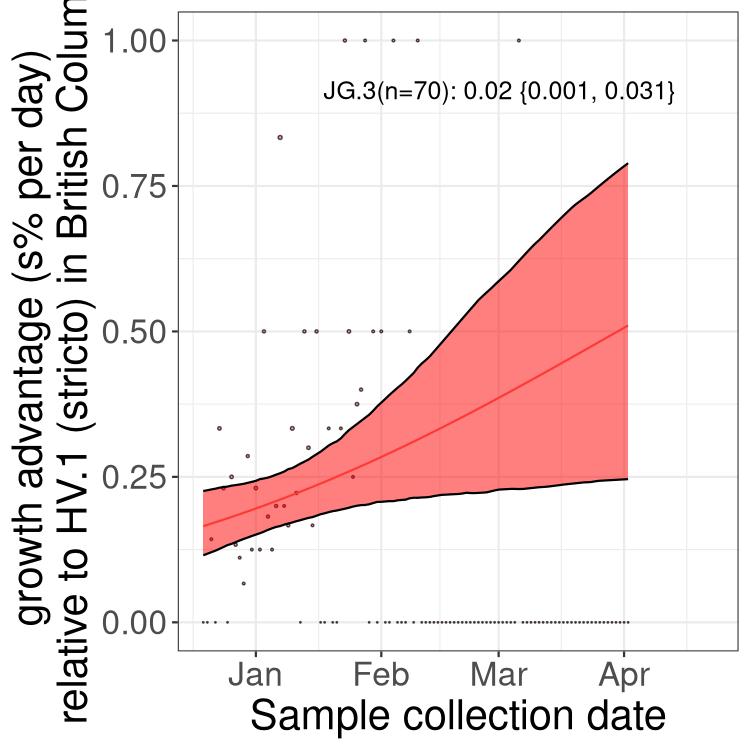 growth advantage (s% per day)
relative to HV.1 (stricto) in British Colum
1.00
0.75
0.50
0.25
0.00
JG.3(n=70): 0.02 {0.001, 0.031}
Jan Feb Mar Apr
Sample collection date